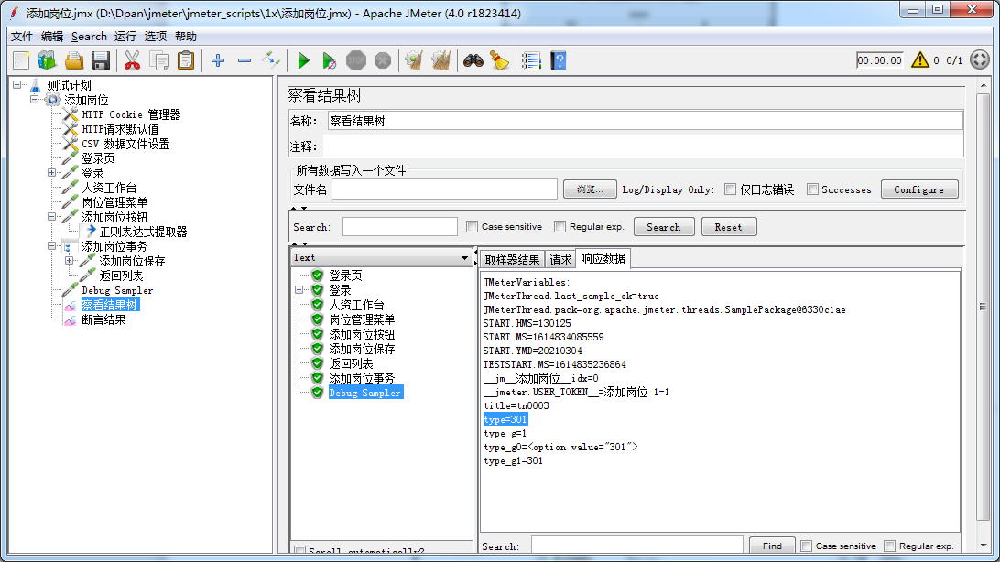 添加岗位.jmx (D:\Dpan\jmeter\jmeter_scripts\1x\添加岗位.jmx) - Apache JMeter (4.0 r1823414)
文件 编辑 Search 运行 选项 帮助
STOP
00:00:00 0 0/1
测试计划
添加岗位
HTTP Cookie 管理器
HTTP请求默认值
CSV 数据文件设置
登录页
登录
人资工作台
岗位管理菜单
添加岗位按钮
正则表达式提取器
添加岗位事务
添加岗位保存
返回列表
Debug Sampler
察看结果树
断言结果
察看结果树
名称： 察看结果树
注释：
所有数据写入一个文件
文件名 浏览... Log/Display Only: 仅日志错误 Successes Configure
Search: Case sensitive Regular exp. Search Reset
Text
登录页
登录
人资工作台
岗位管理菜单
添加岗位按钮
添加岗位保存
返回列表
添加岗位事务
Debug Sampler
Scroll automatically?
取样器结果 请求 响应数据
JMeterVariables:
JMeterThread.last_sample_ok=true
JMeterThread.pack=org.apache.jmeter.threads.SamplePackage@6330c1ae
START.HMS=130125
START.MS=1614834085559
START.YMD=20210304
TESTSTART.MS=1614835236864
__jm__添加岗位__idx=0
__jmeter.USER_TOKEN__=添加岗位 1-1
title=tn0003
type=301
type_g=1
type_g0=<option value="301">
type_g1=301
Search: Find Case sensitive Regular exp.